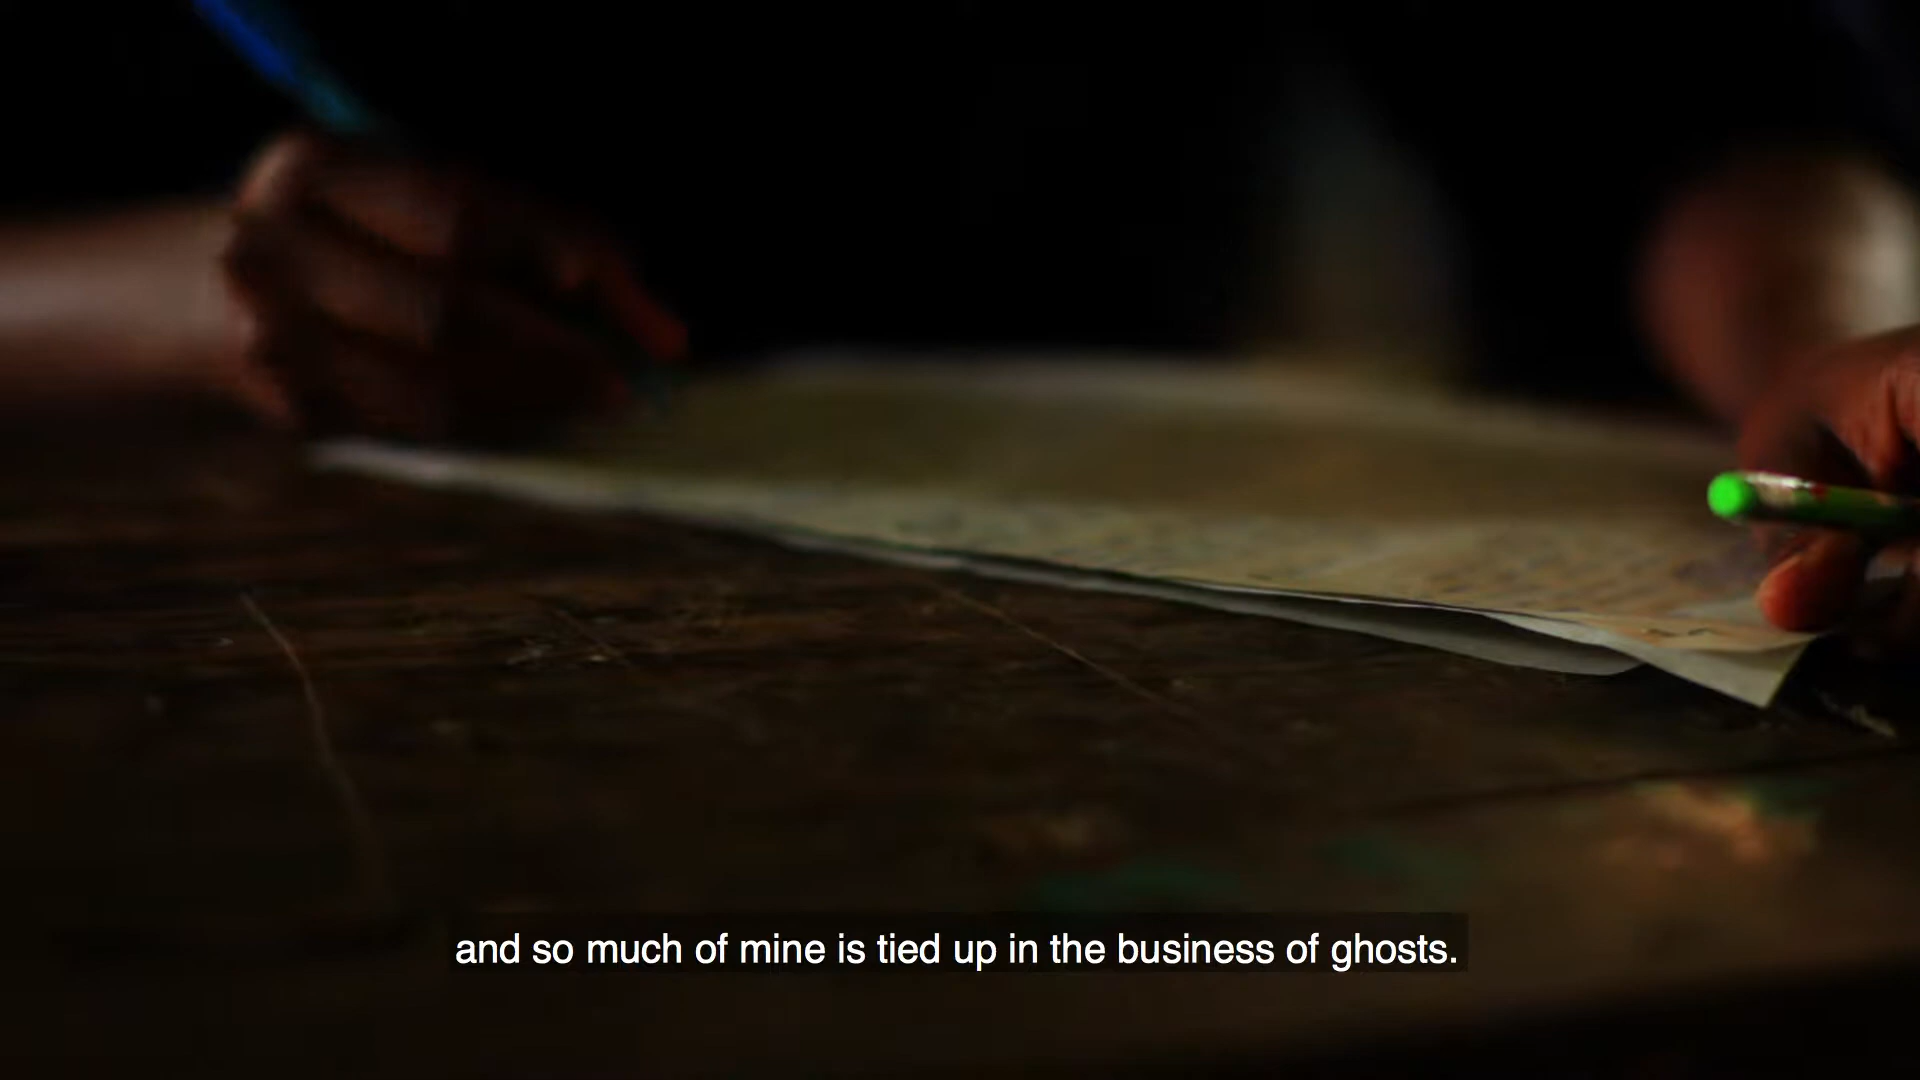 and so much of mine is tied up in the business of ghosts.